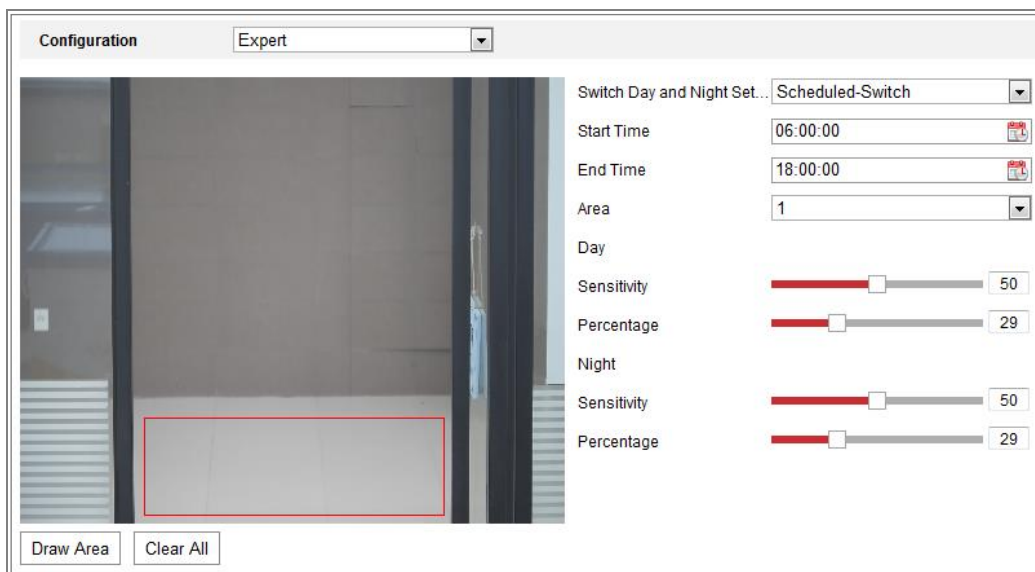 Configuration Expert
Switch Day and Night Set... Scheduled-Switch
Start Time 06:00:00
End Time 18:00:00
Area 1
Day
Sensitivity 50
Percentage 29
Night
Sensitivity 50
Percentage 29
Draw Area Clear All